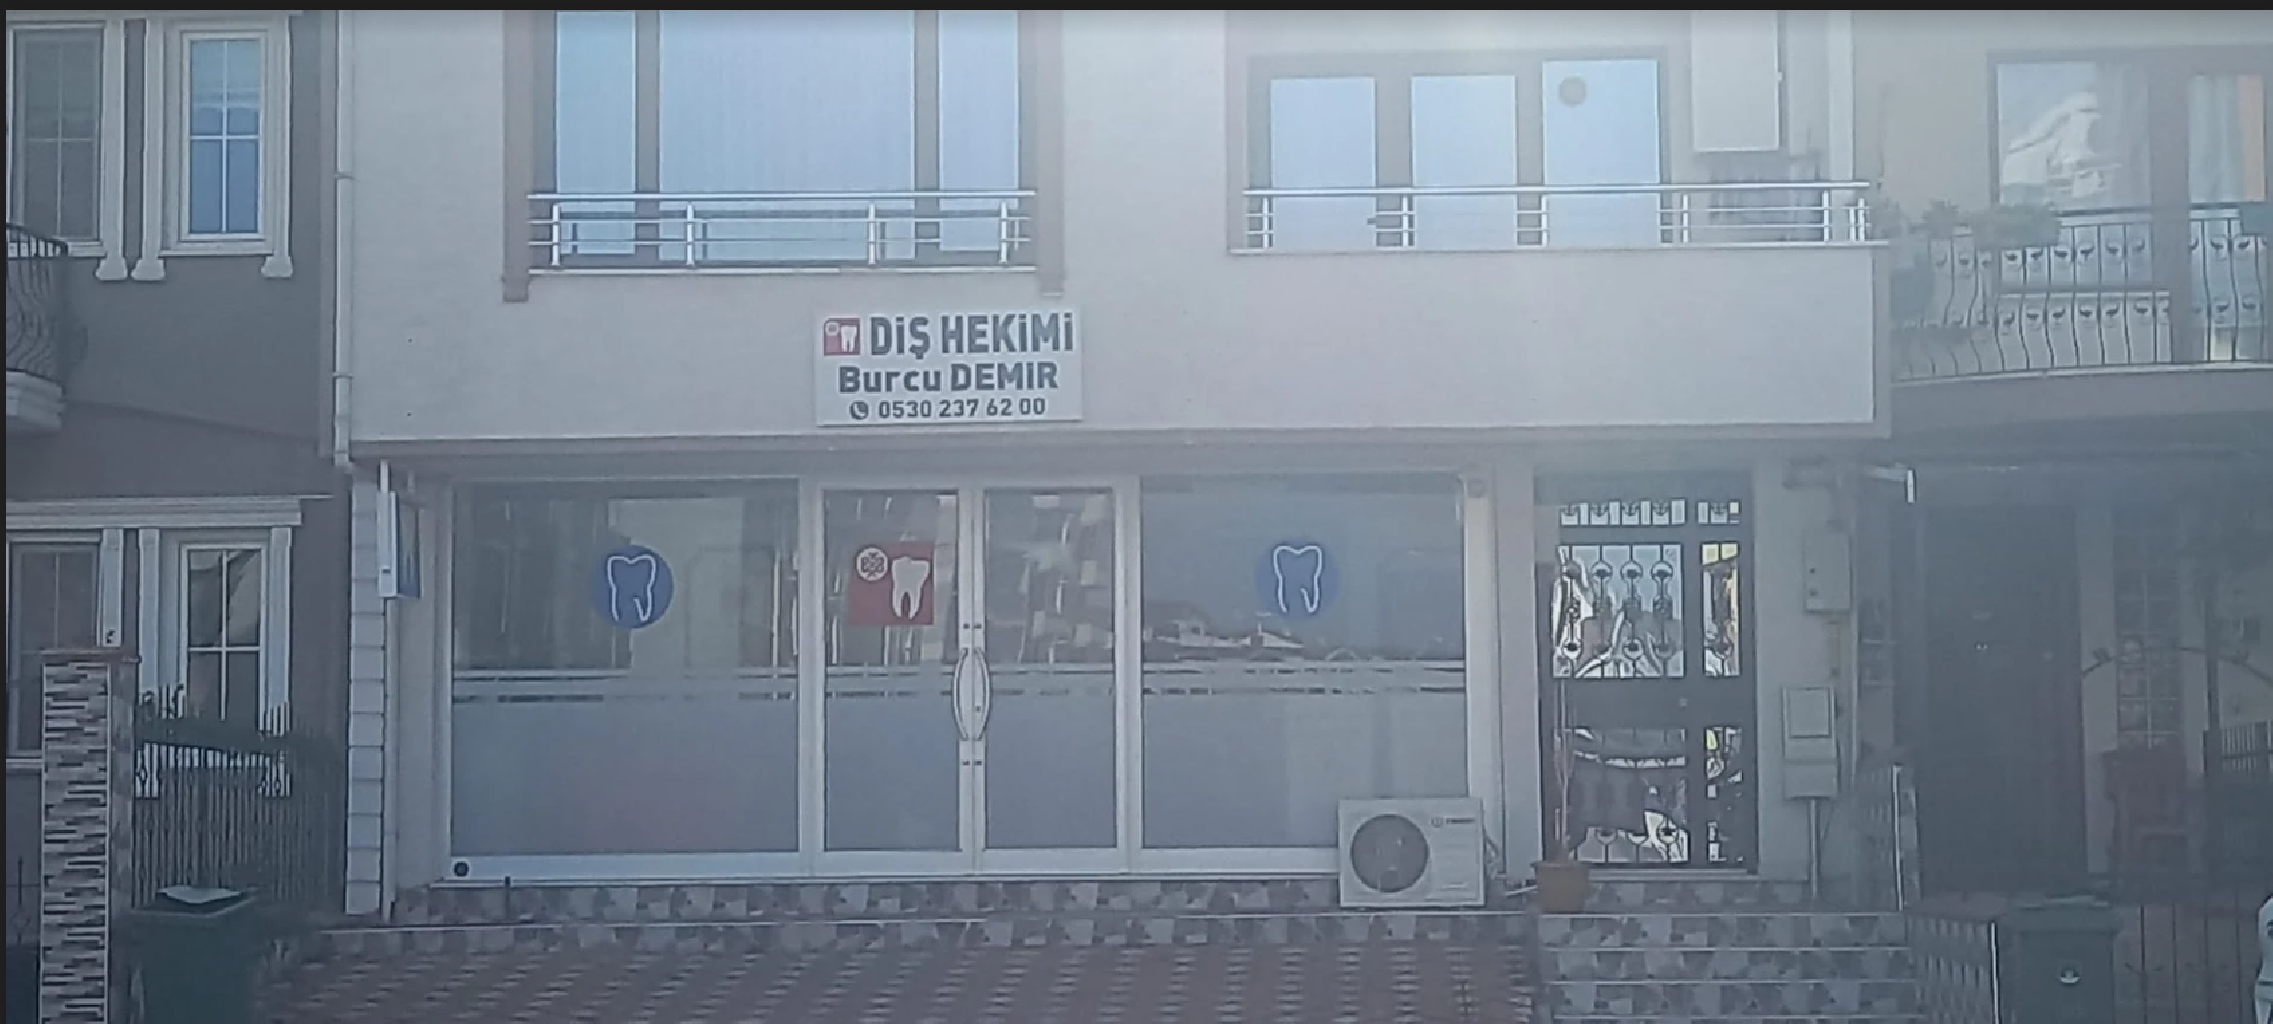 DİŞ HEKİMİ
Burcu DEMİR
0530 237 62 00